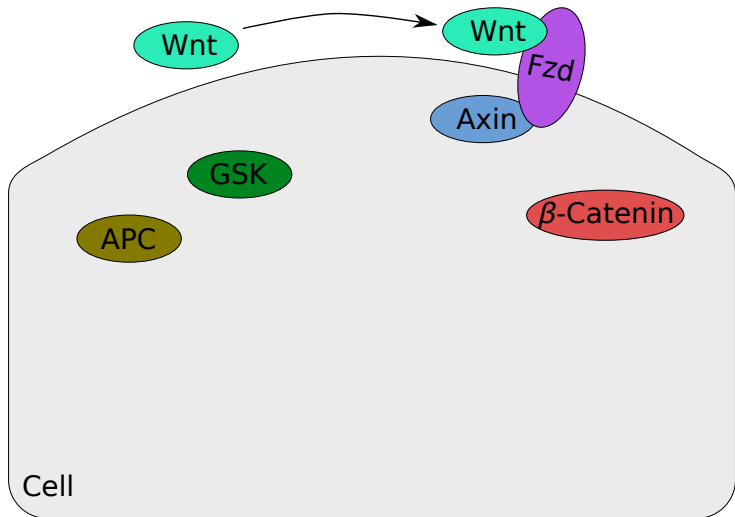 Wnt
Wnt
Fzd
Axin
GSK
β-Catenin
APC
Cell